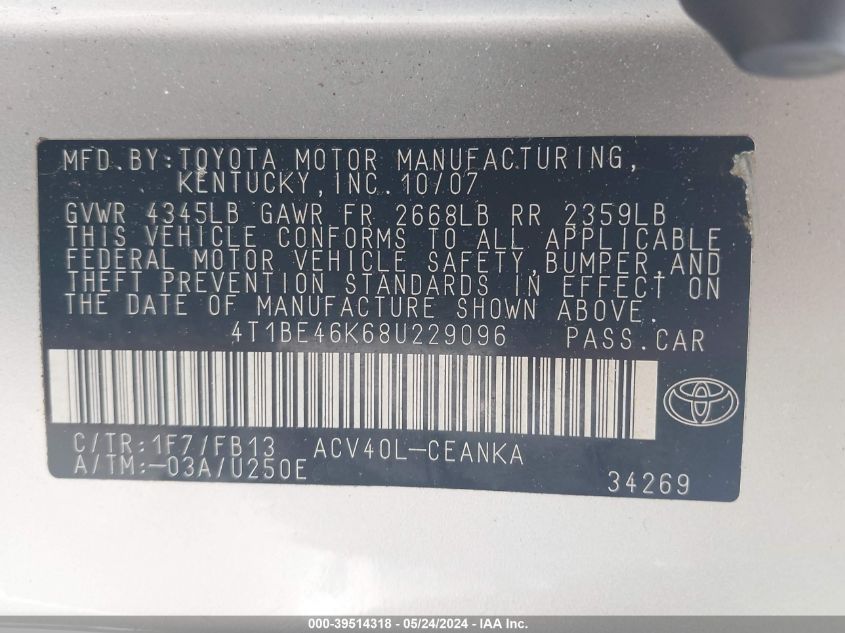 MFD.BY:TOYOTA MOTOR MANUFACTURING,
KENTUCKY,INC.10/07
GVWR 4345LB GAWR FR 2668LB RR 2359LB
THIS VEHICLE CONFORMS TO ALL APPLICABLE
FEDERAL MOTOR VEHICLE SAFETY,BUMPER,AND
THEFT PREVENTION STANDARDS IN EFFECT ON
THE DATE OF MANUFACTURE SHOWN ABOVE.
4T1BE46K68U229096 PASS.CAR
C/TR:1F7/FB13 ACV40L-CEANKA
A/TM:-03A/U250E
34269
000-39514318 - 05/24/2024 - IAA Inc.